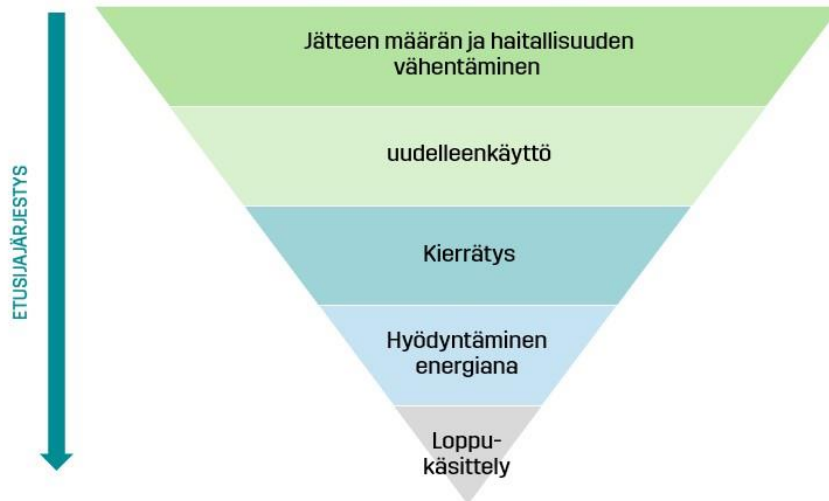 ETUSIJAJÄRJESTYS
Jätteen määrän ja haitallisuuden
vähentäminen
uudelleenkäyttö
Kierrätys
Hyödyntäminen
energiana
Loppu-
käsittely